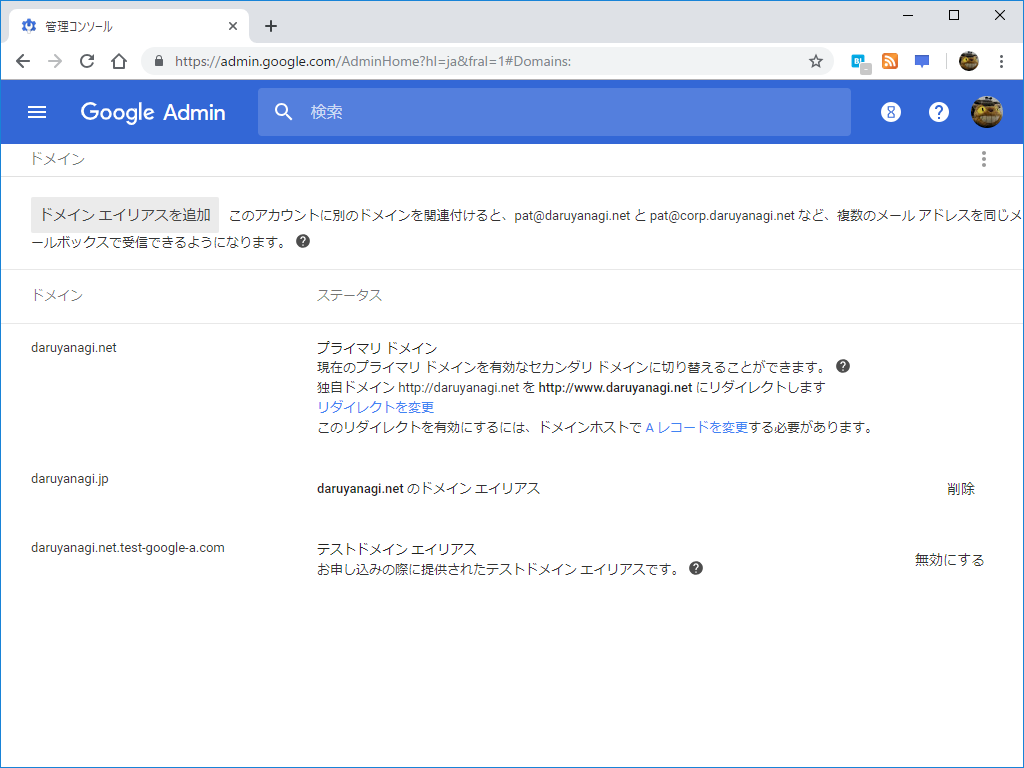 管理コンソール
https://admin.google.com/AdminHome?hl=ja&fral=1#Domains:
Google Admin
検索
ドメイン
ドメイン エイリアスを追加 このアカウントに別のドメインを関連付けると、pat@daruyanagi.net と pat@corp.daruyanagi.net など、複数のメール アドレスを同じメ
ールボックスで受信できるようになります。
ドメイン ステータス
daruyanagi.net プライマリ ドメイン
現在のプライマリ ドメインを有効なセカンダリ ドメインに切り替えることができます。
独自ドメイン http://daruyanagi.net を http://www.daruyanagi.net にリダイレクトします
リダイレクトを変更
このリダイレクトを有効にするには、ドメインホストで A レコードを変更する必要があります。
daruyanagi.jp
daruyanagi.net のドメイン エイリアス 削除
daruyanagi.net.test-google-a.com テストドメイン エイリアス
お申し込みの際に提供されたテストドメイン エイリアスです。 無効にする